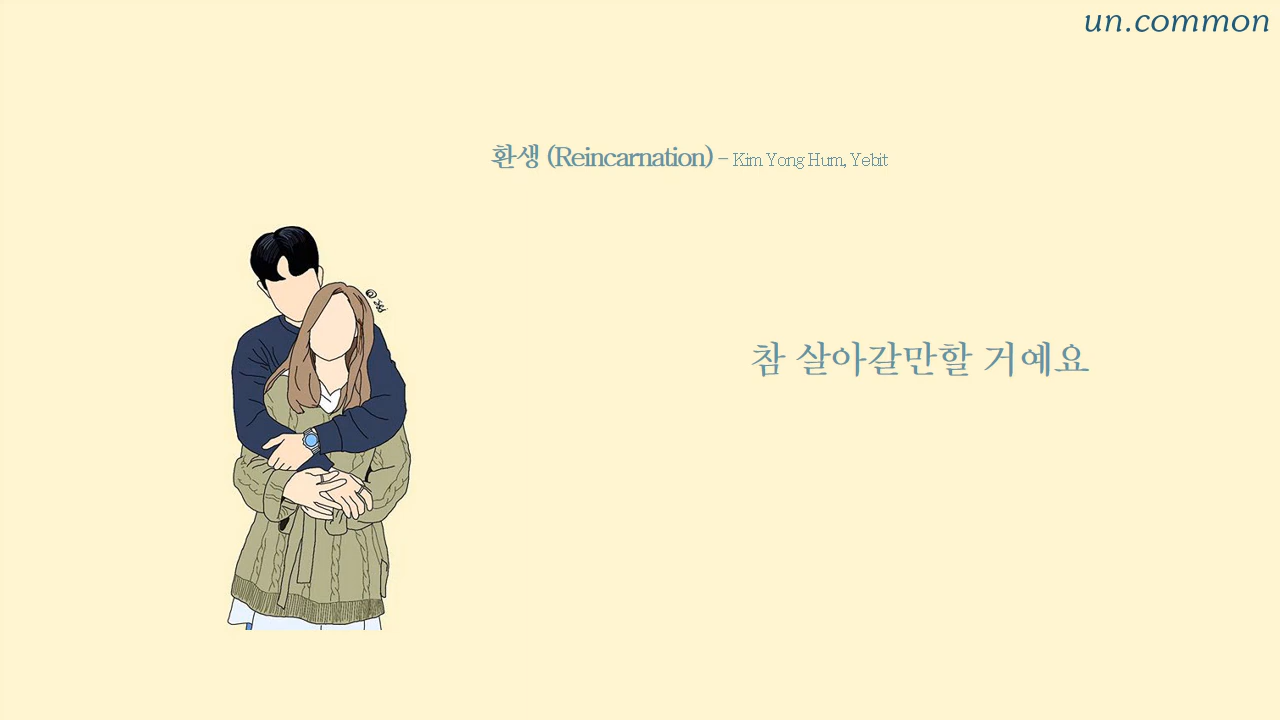 un.common
환생 (Reincarnation) – Kim Yong Hum, Yebit
참 살아갈만할 거예요